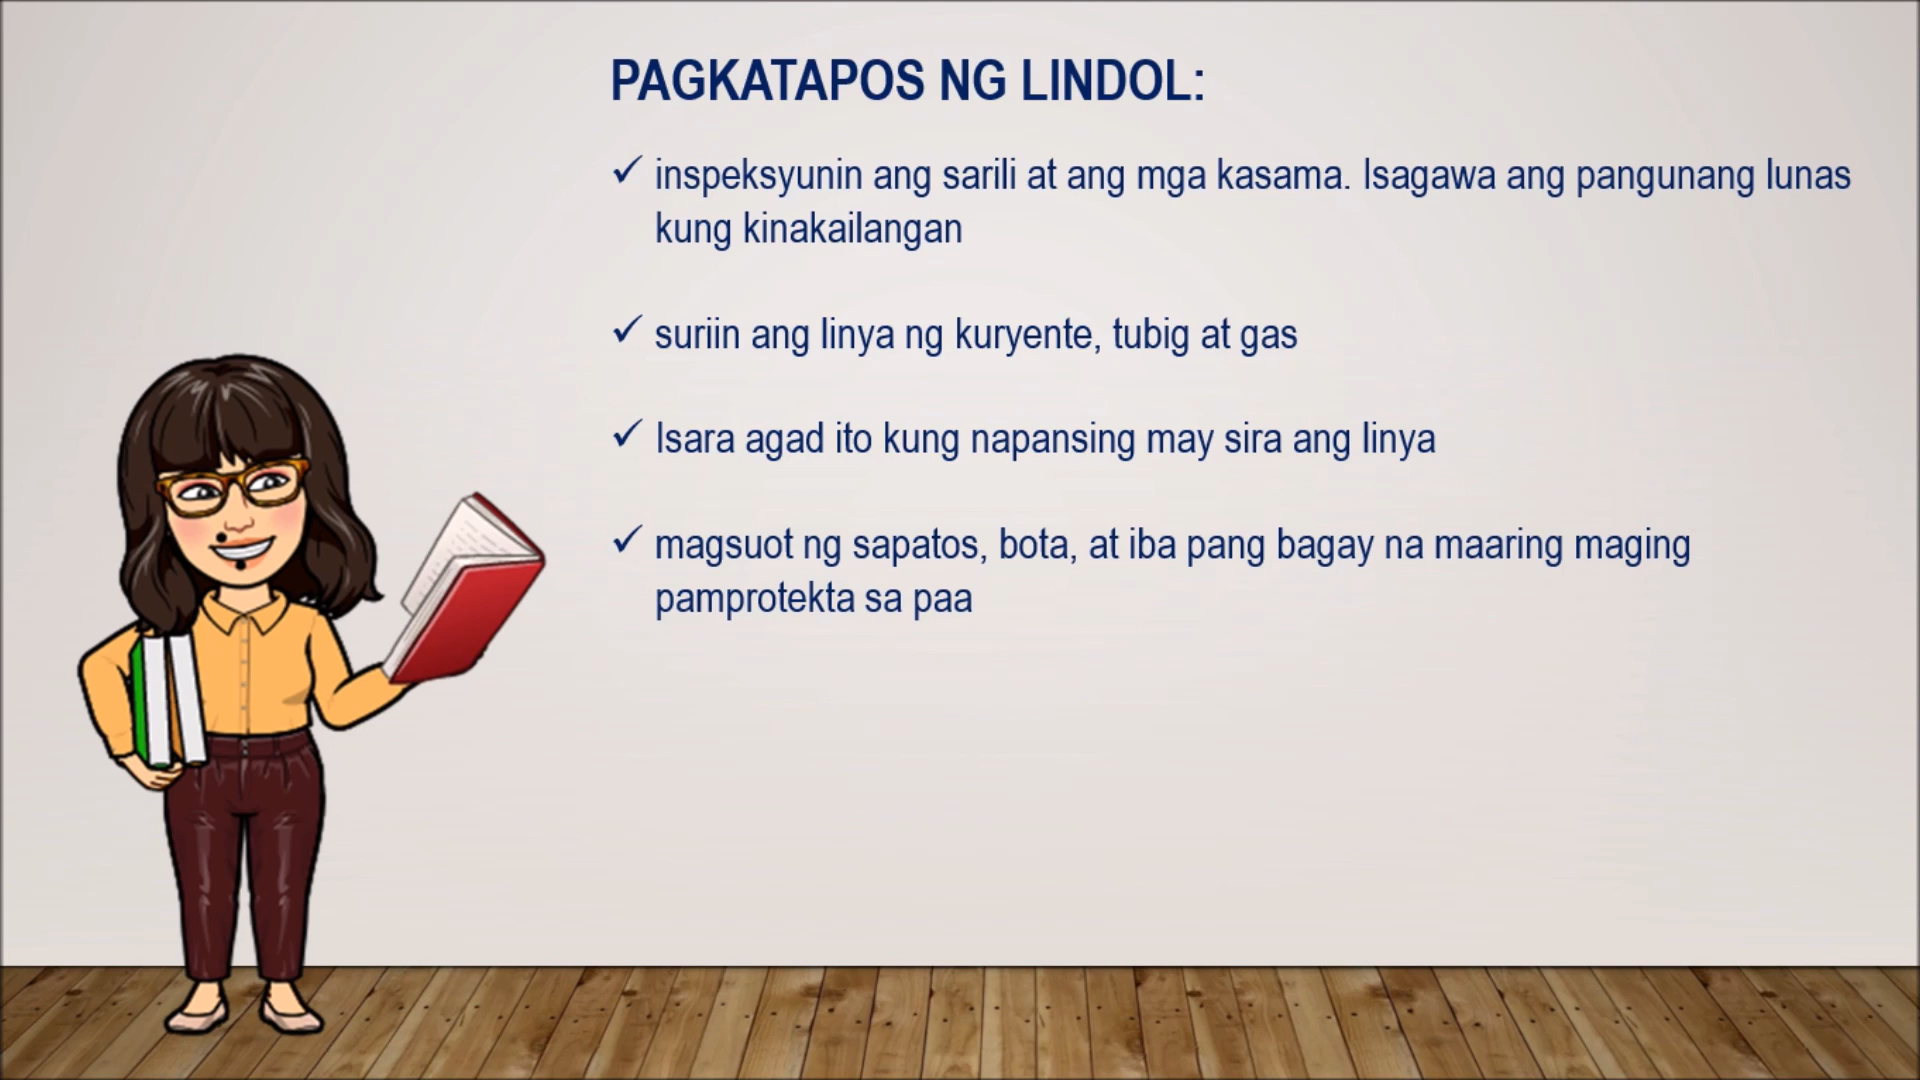 PAGKATAPOS NG LINDOL:
✓ inspeksyunin ang sarili at ang mga kasama. Isagawa ang pangunang lunas
kung kinakailangan
✓ suriin ang linya ng kuryente, tubig at gas
✓ Isara agad ito kung napansing may sira ang linya
✓ magsuot ng sapatos, bota, at iba pang bagay na maaring maging
pamprotekta sa paa